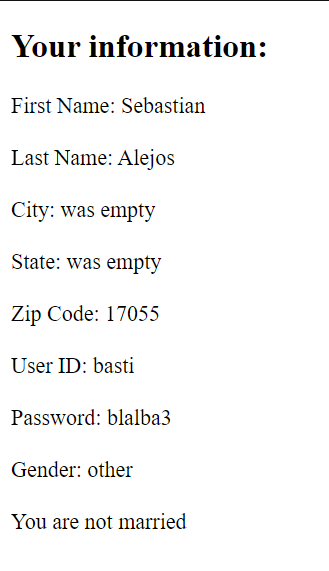 Your information:
First Name: Sebastian
Last Name: Alejos
City: was empty
State: was empty
Zip Code: 17055
User ID: basti
Password: blalba3
Gender: other
You are not married